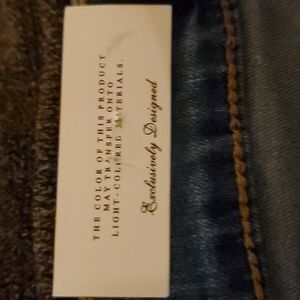 THE COLOR OF THIS PRODUCT
MAY TRANSFER ONTO
LIGHT-COLORED MATERIALS.
Exclusively Designed